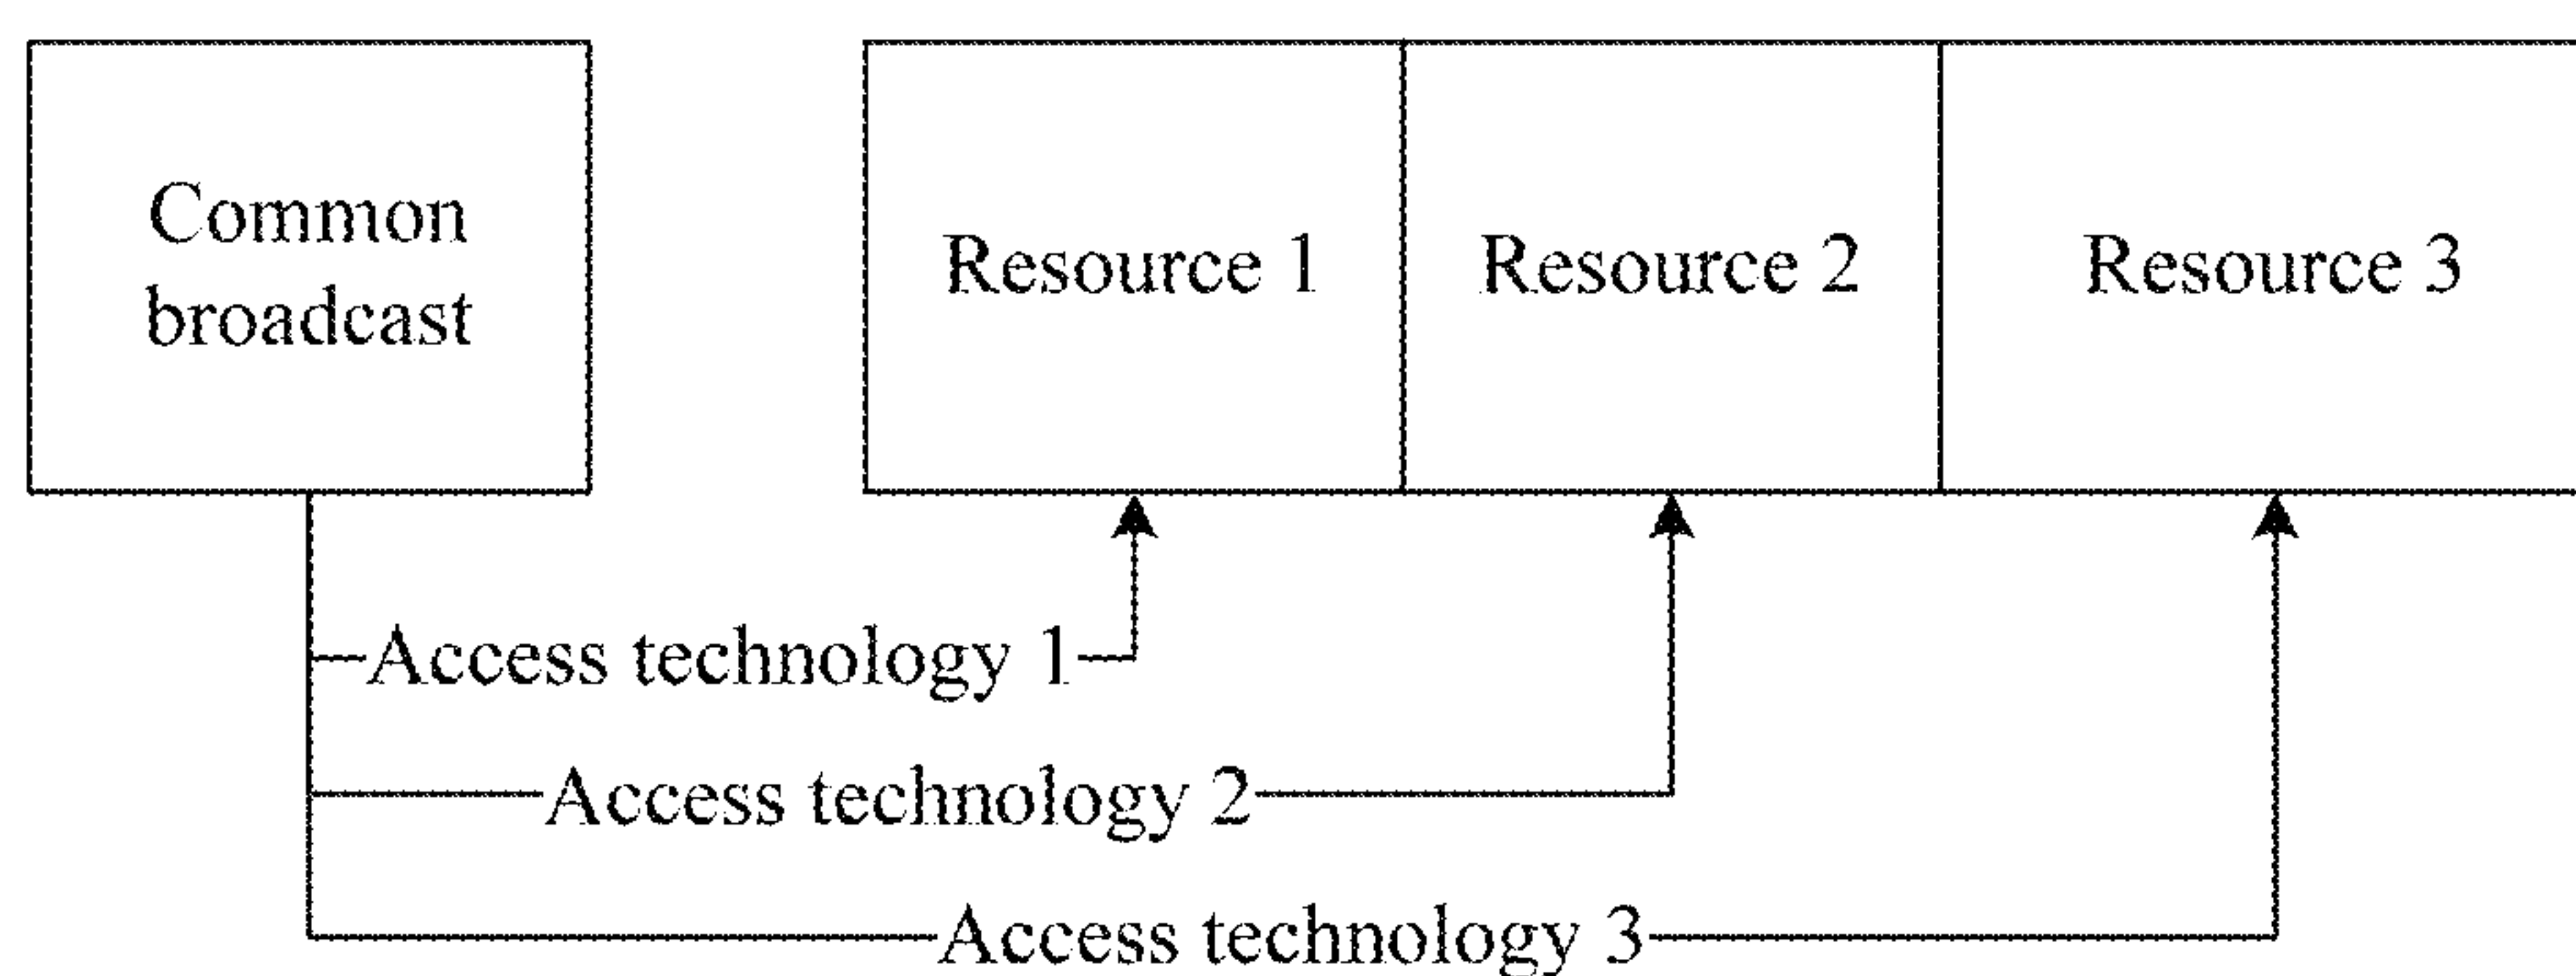 Common
broadcast
Resource 1
Resource 2
Resource 3
Access technology 1
Access technology 2
Access technology 3